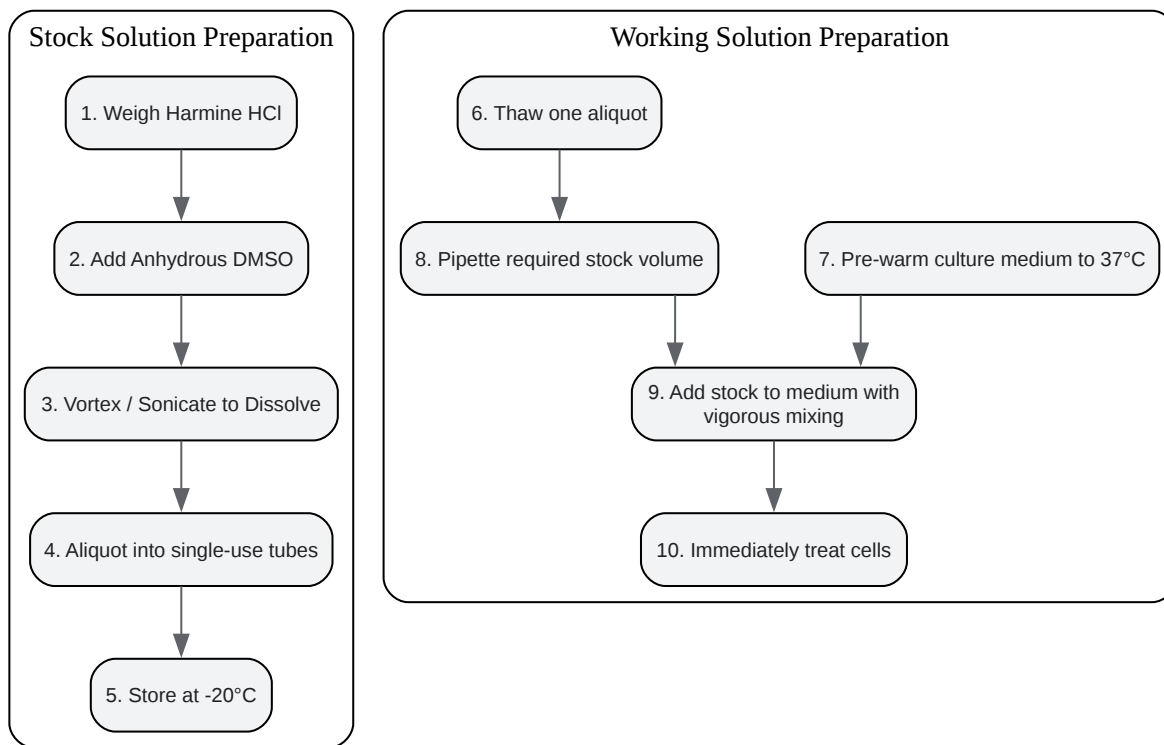 Stock Solution Preparation
1. Weigh Harmine HCl
2. Add Anhydrous DMSO
3. Vortex / Sonicate to Dissolve
4. Aliquot into single-use tubes
5. Store at -20°C
Working Solution Preparation
6. Thaw one aliquot
8. Pipette required stock volume
7. Pre-warm culture medium to 37°C
9. Add stock to medium with
vigorous mixing
10. Immediately treat cells